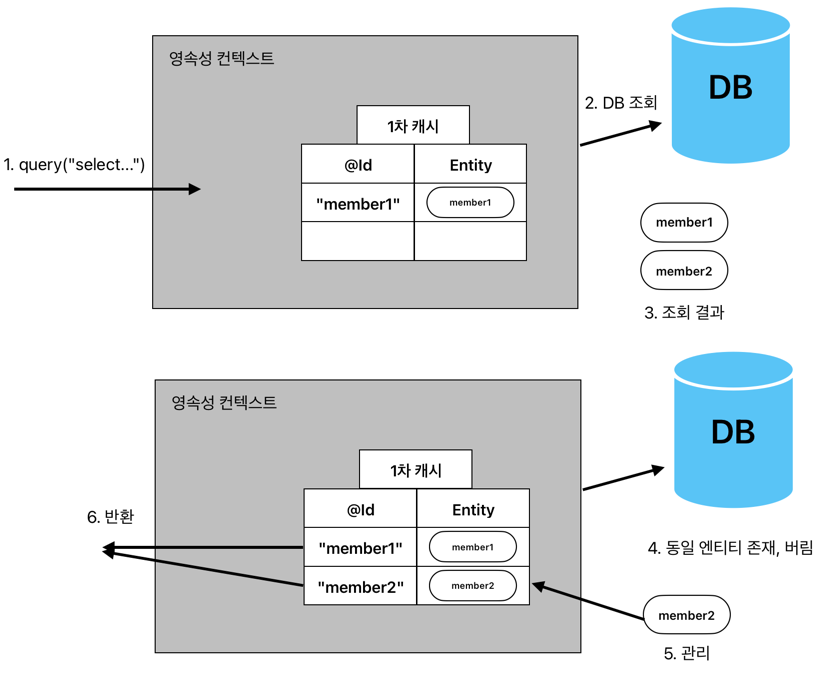 영속성 컨텍스트
DB
2. DB 조회
1차 캐시
1. query("select...")
@Id
Entity
"member1"
member1
member1
member2
3. 조회 결과
영속성 컨텍스트
DB
1차 캐시
@Id
Entity
6. 반환
"member1"
member1
4. 동일 엔티티 존재, 버림
"member2"
member2
member2
5. 관리